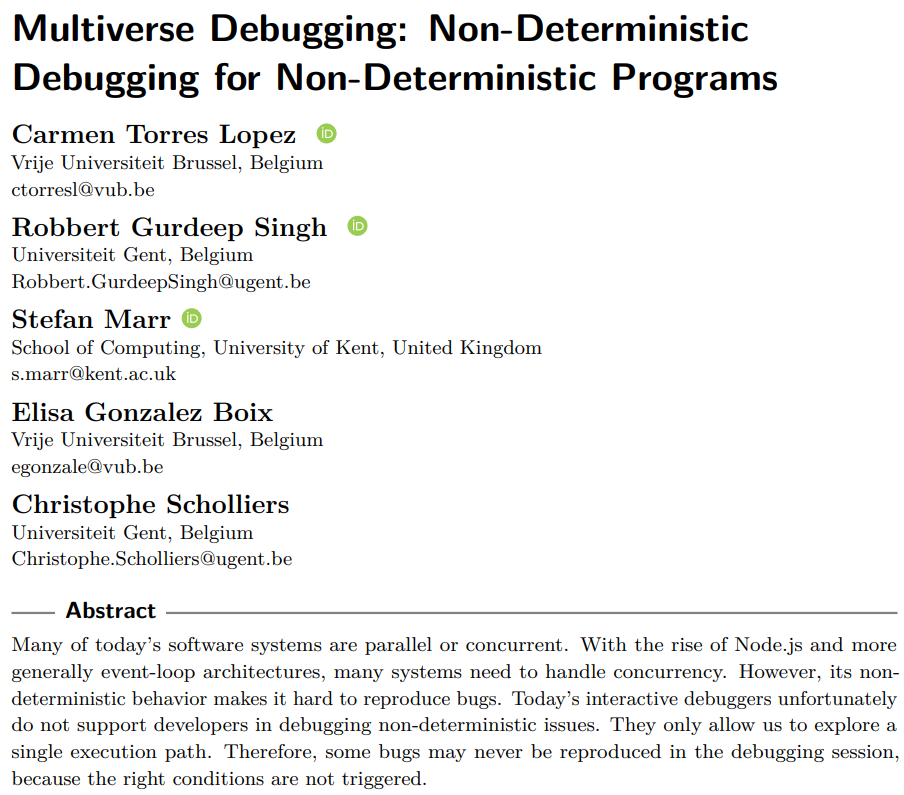 Multiverse Debugging: Non-Deterministic
Debugging for Non-Deterministic Programs
Carmen Torres Lopez iD
Vrije Universiteit Brussel, Belgium
ctorresl@vub.be
Robbert Gurdeep Singh iD
Universiteit Gent, Belgium
Robbert.GurdeepSingh@ugent.be
Stefan Marr iD
School of Computing, University of Kent, United Kingdom
s.marr@kent.ac.uk
Elisa Gonzalez Boix
Vrije Universiteit Brussel, Belgium
egonzale@vub.be
Christophe Scholliers
Universiteit Gent, Belgium
Christophe.Scholliers@ugent.be
Abstract
Many of today's software systems are parallel or concurrent. With the rise of Node.js and more
generally event-loop architectures, many systems need to handle concurrency. However, its non-
deterministic behavior makes it hard to reproduce bugs. Today's interactive debuggers unfortunately
do not support developers in debugging non-deterministic issues. They only allow us to explore a
single execution path. Therefore, some bugs may never be reproduced in the debugging session,
because the right conditions are not triggered.